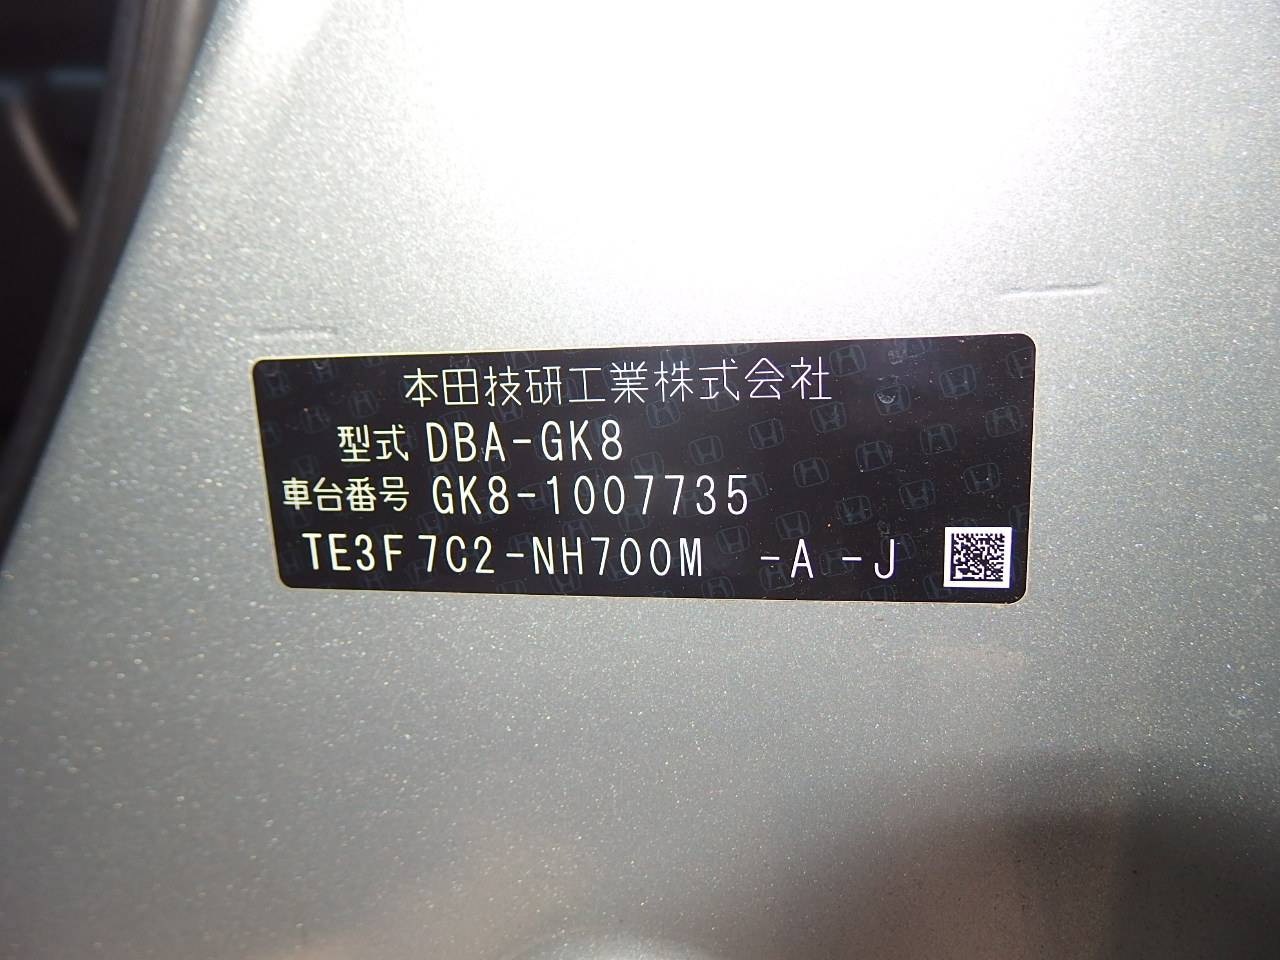 本田技研工業株式会社
型式 DBA-GK8
車台番号 GK8-1007735
TE3F7C2-NH700M -A -J